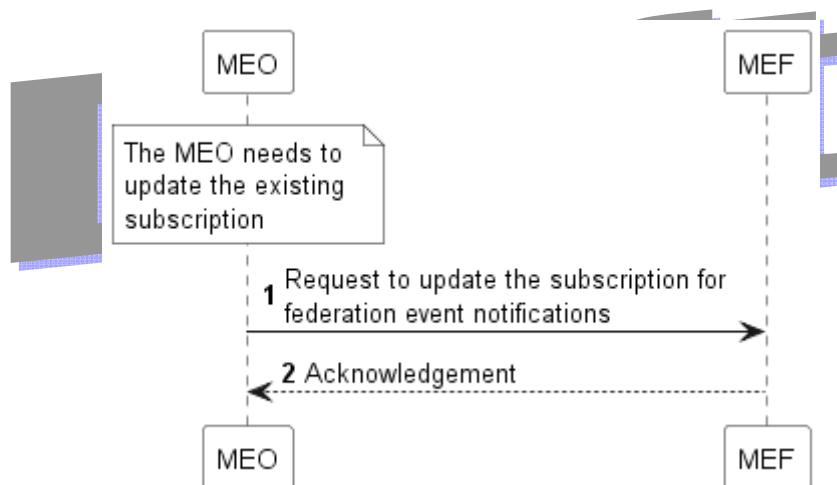 MEO
MEF
The MEO needs to
update the existing
subscription
1 Request to update the subscription for
federation event notifications
2 Acknowledgement
MEO
MEF